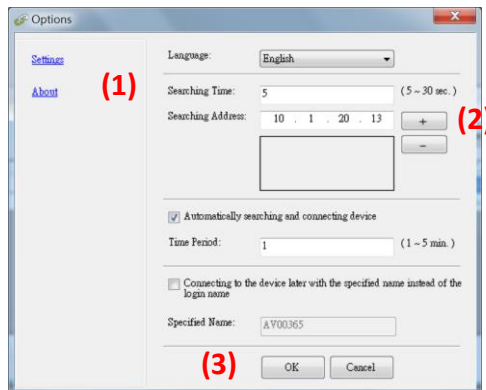 Options
Settings
About
(1)
Language: English
Searching Time: 5 (5~30 sec.)
Searching Address: 10 . 1 . 20 . 13 + (2)
−
Automatically searching and connecting device
Time Period: 1 (1~5 min.)
Connecting to the device later with the specified name instead of the
login name
Specified Name: AV00365
(3) OK Cancel